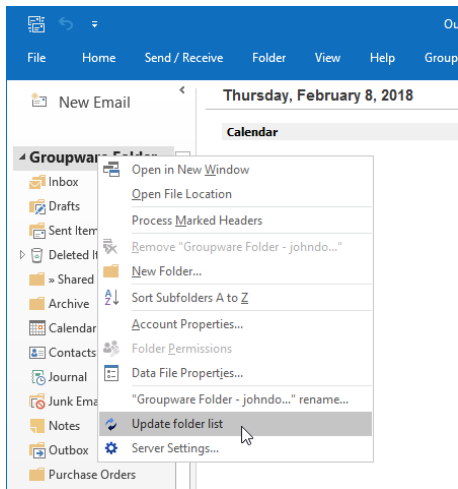 Ou
File Home Send / Receive Folder View Help Group
New Email
Thursday, February 8, 2018
Calendar
Groupware Folder
Inbox
Drafts
Sent Item
Deleted It
» Shared
Archive
Calendar
Contacts
Journal
Junk Ema
Notes
Outbox
Purchase Orders
Open in New Window
Open File Location
Process Marked Headers
Remove "Groupware Folder - johndo..."
New Folder...
Sort Subfolders A to Z
Account Properties...
Folder Permissions
Data File Properties...
"Groupware Folder - johndo..." rename...
Update folder list
Server Settings...